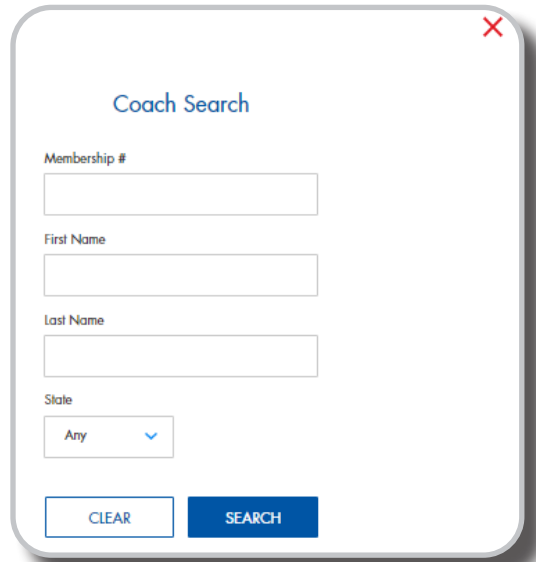 Coach Search
Membership #
First Name
Last Name
State
Any
CLEAR SEARCH